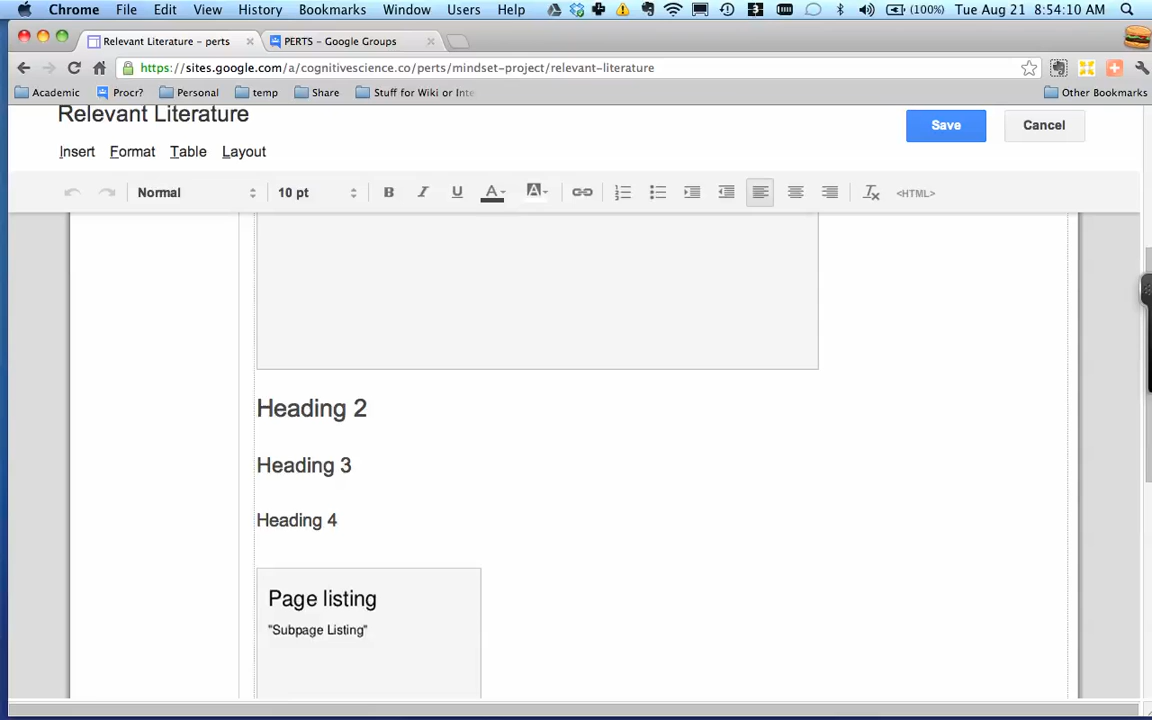 Chrome File Edit View History Bookmarks Window Users Help (100%) Tue Aug 21 8:54:10 AM
Relevant Literature – perts PERTS – Google Groups
https://sites.google.com/a/cognitivescience.co/perts/mindset-project/relevant-literature
Academic Procr? Personal temp Share Stuff for Wiki or Inte Other Bookmarks
Relevant Literature
Save Cancel
Insert Format Table Layout
Normal 10 pt B I U A A <HTML>
Heading 2
Heading 3
Heading 4
Page listing
"Subpage Listing"